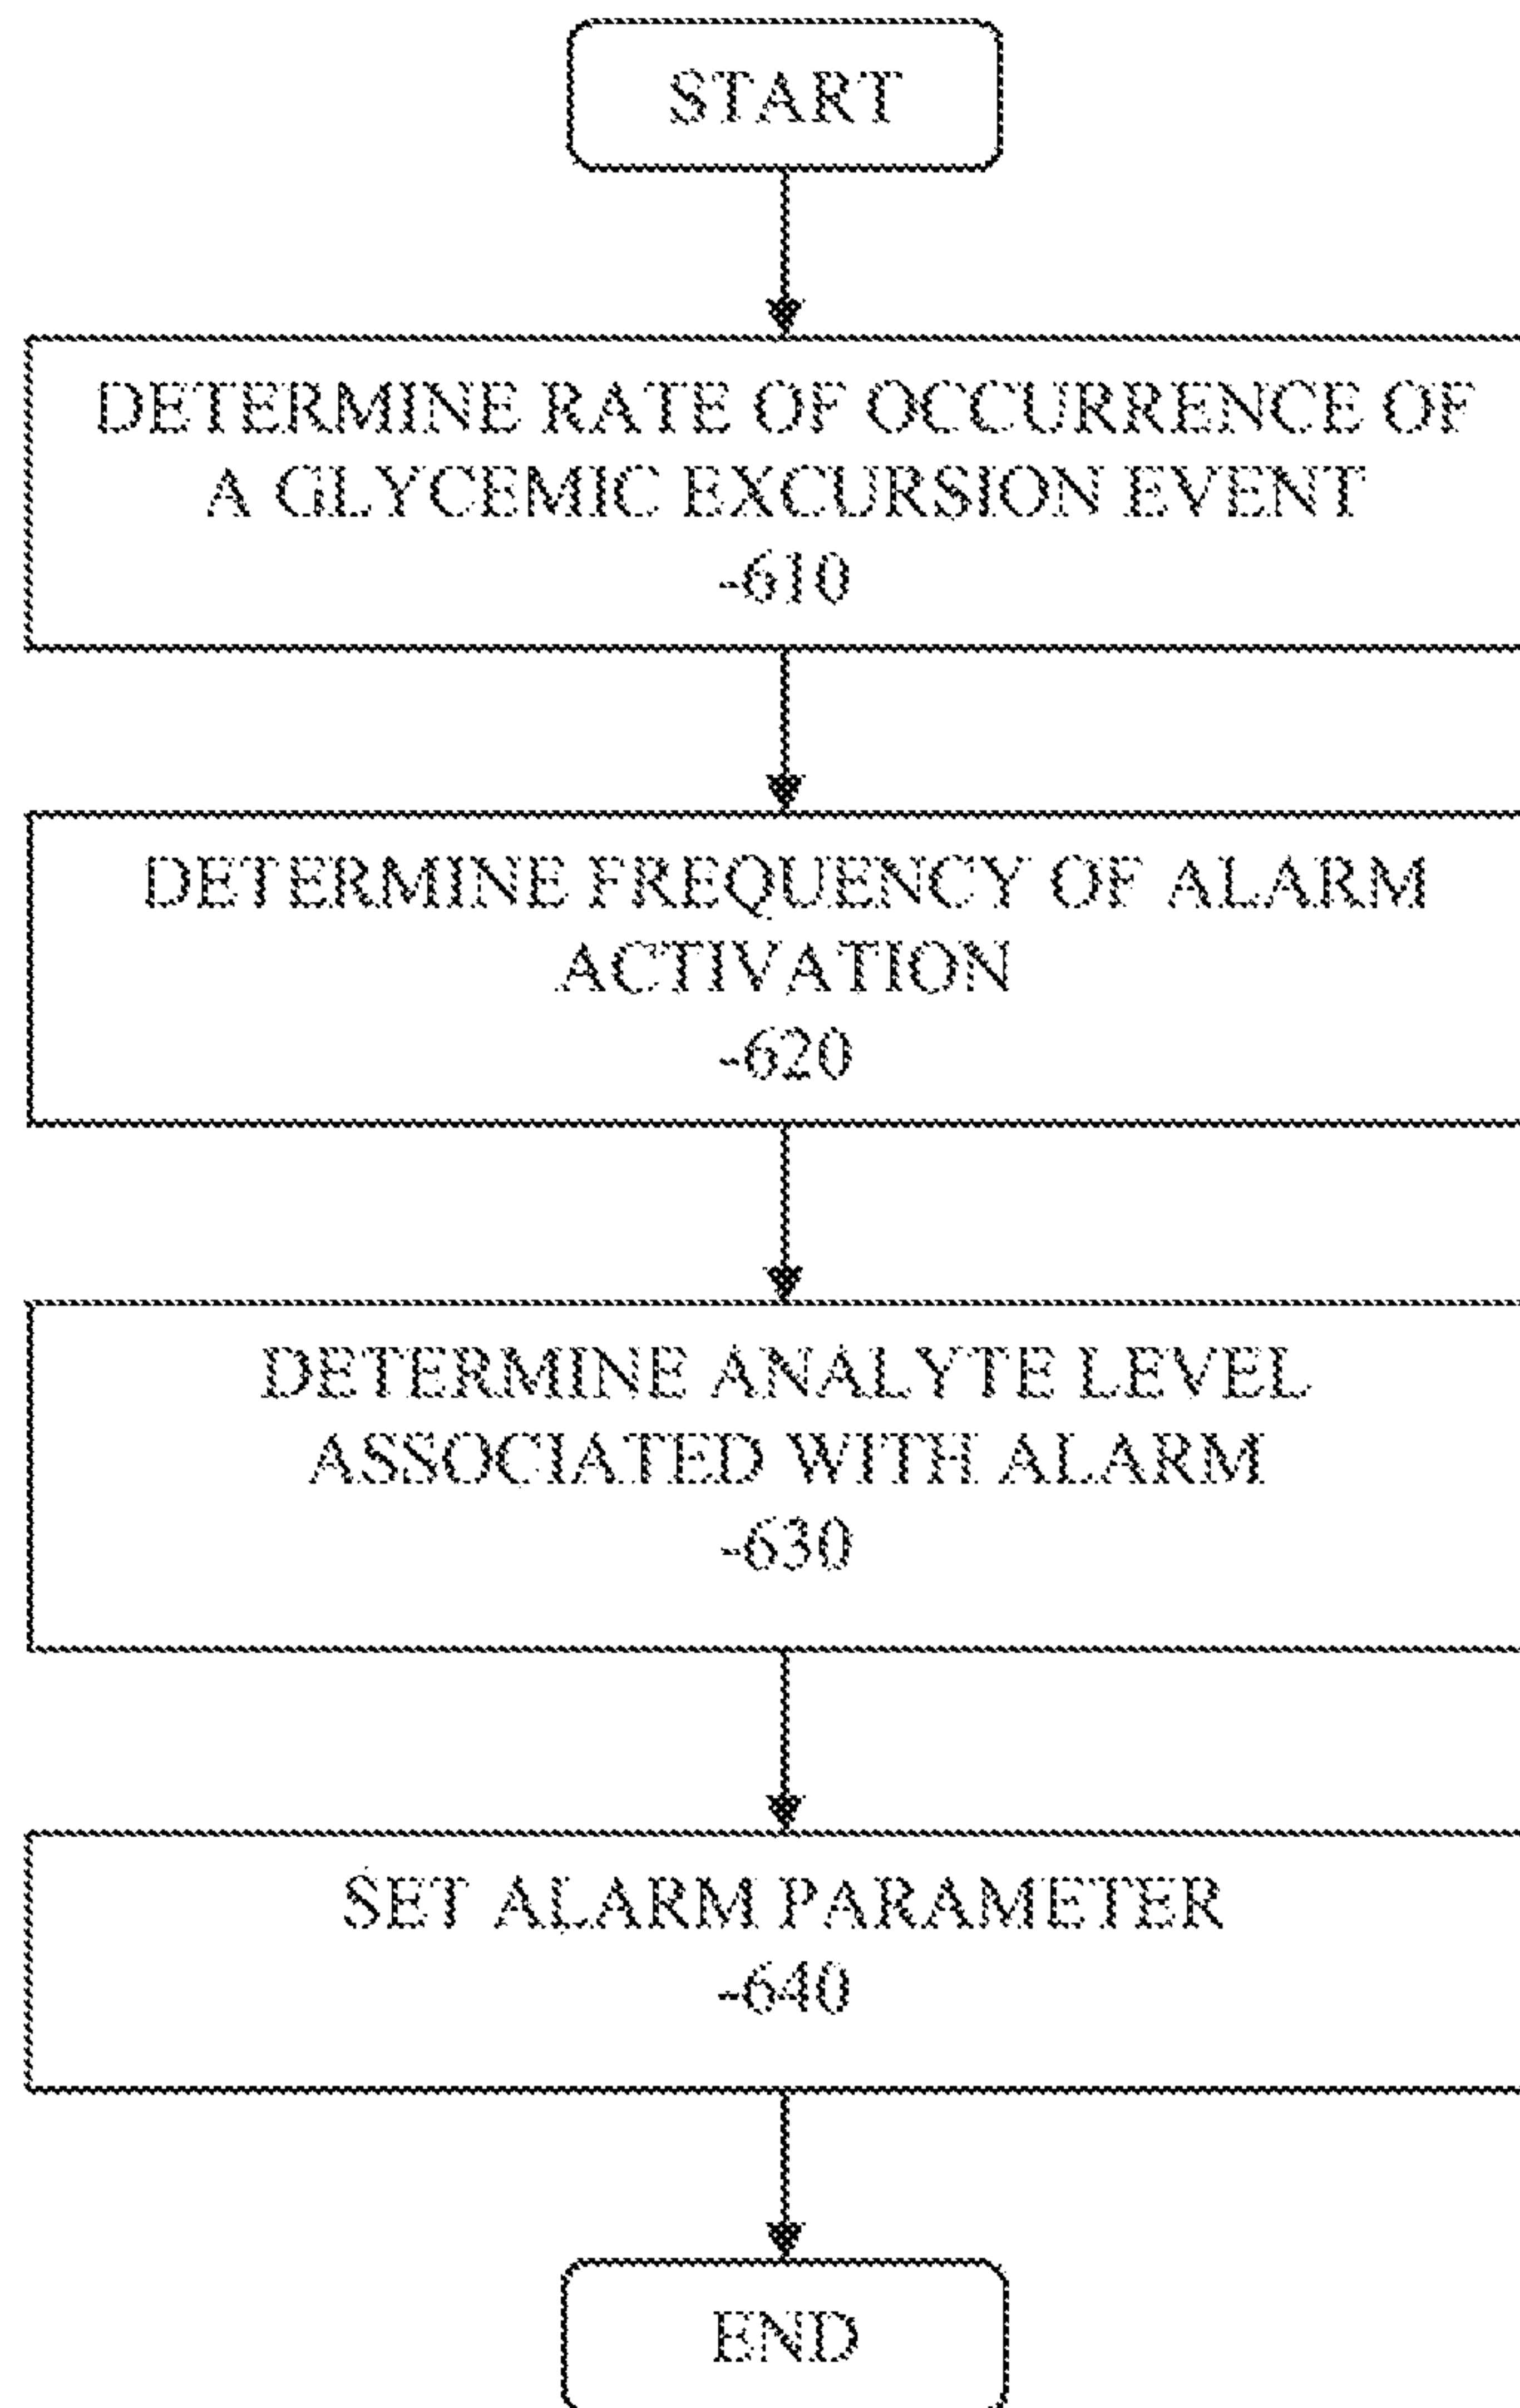 START
DETERMINE RATE OF OCCURRENCE OF
A GLYCEMIC EXCURSION EVENT
-610
DETERMINE FREQUENCY OF ALARM
ACTIVATION
-620
DETERMINE ANALYTE LEVEL
ASSOCIATED WITH ALARM
-630
SET ALARM PARAMETER
-640
END